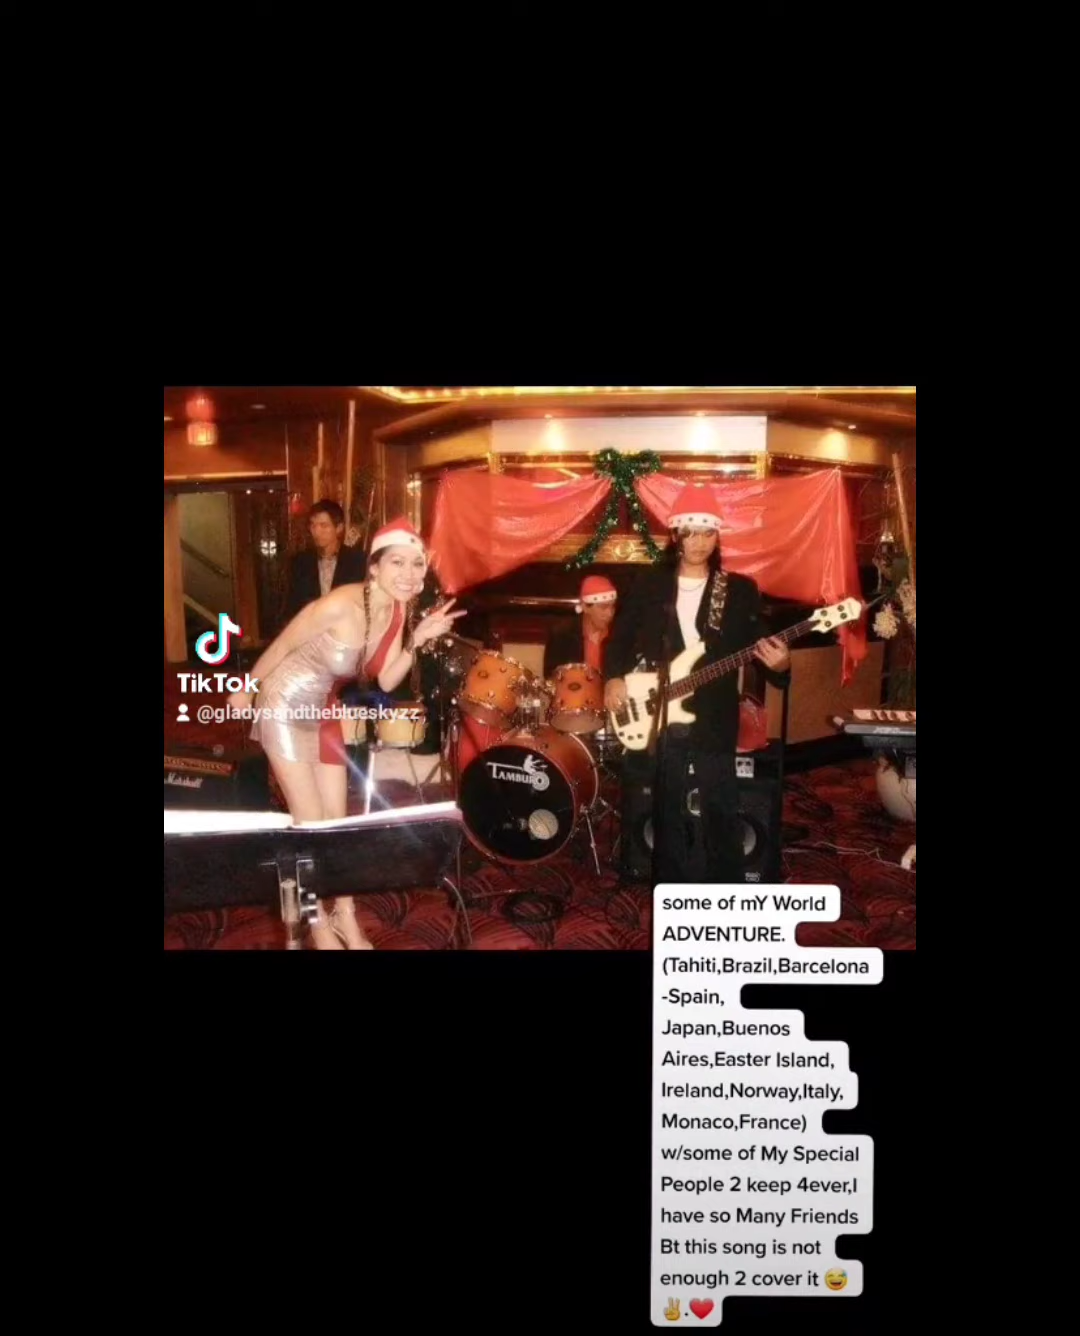 TikTok
@gladysandtheblueskyzz
Marshall
TAMBURO
some of mY World
ADVENTURE.
(Tahiti,Brazil,Barcelona
-Spain,
Japan,Buenos
Aires,Easter Island,
Ireland,Norway,Italy,
Monaco,France)
w/some of My Special
People 2 keep 4ever,I
have so Many Friends
Bt this song is not
enough 2 cover it 😅
✌️.❤️